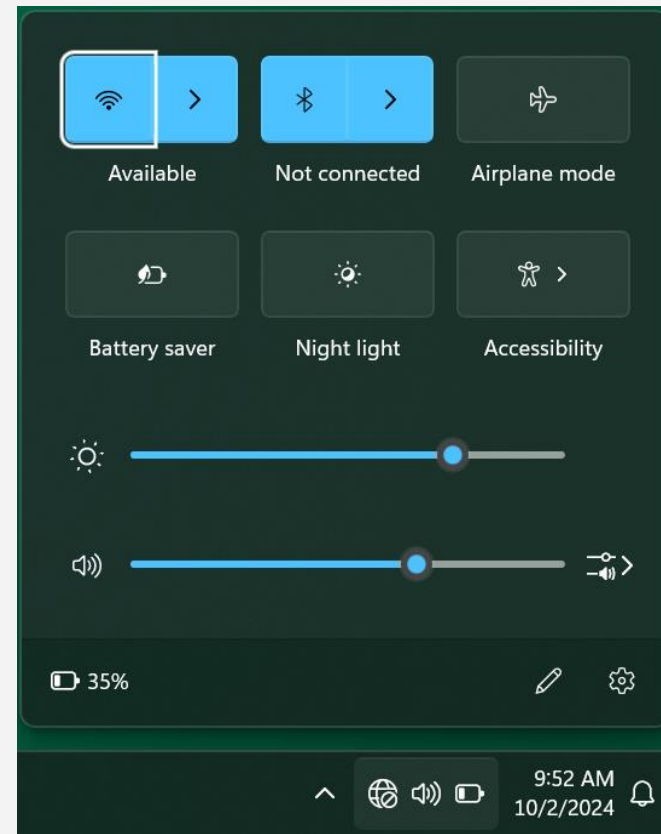 Available
Not connected
Airplane mode
Battery saver
Night light
Accessibility
35%
9:52 AM
10/2/2024